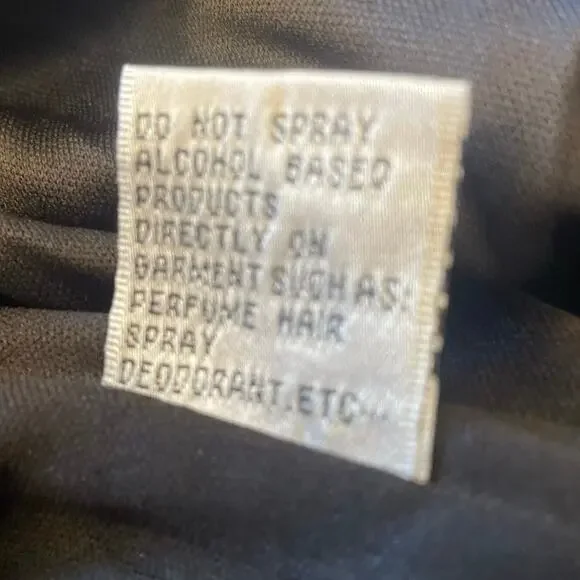 DO NOT SPRAY
ALCOHOL BASED
PRODUCTS
DIRECTLY ON
GARMENT SUCH AS:
PERFUME HAIR
SPRAY
DEODORANT.ETC...